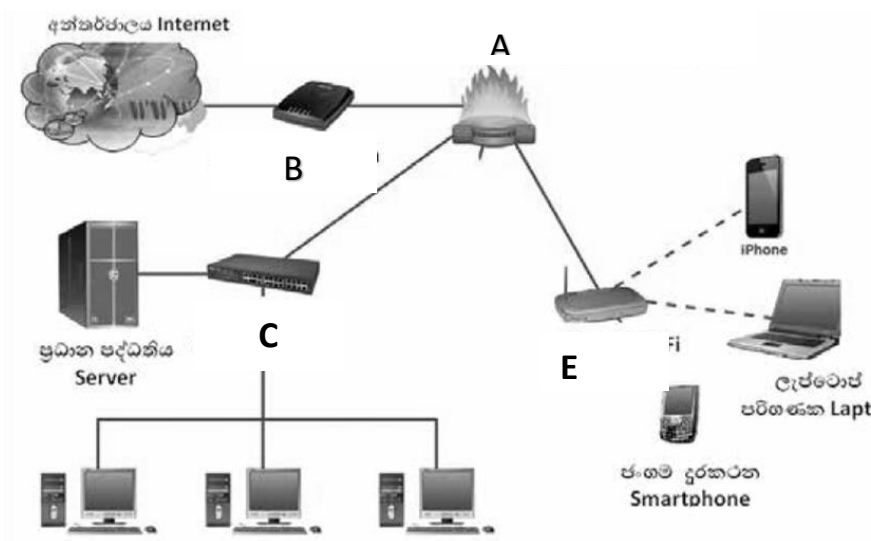 අන්තර්ජාලය Internet
A
B
iPhone
C
ප්‍රධාන පද්ධතිය
Server
E
Fi
ලැප්ටොප්
පරිගණක Lapt
ජංගම දුරකථන
Smartphone